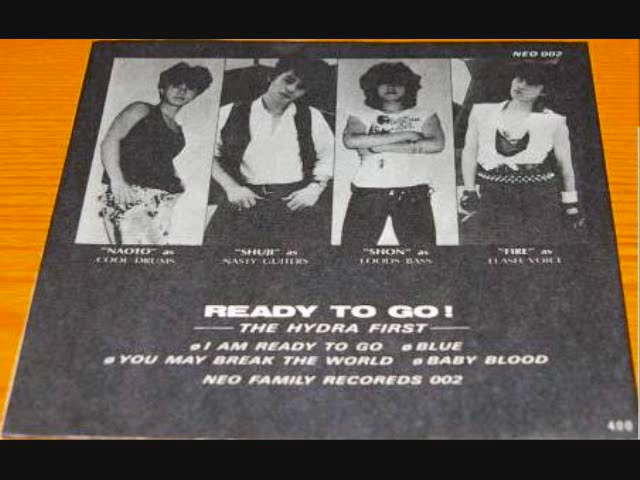 NEO 002
"NAOTO" as
COOL DRUMS
"SHUJI" as
NASTY GUITERS
"SHON" as
LOODS BASS
"FIRE" as
FLASH VOICE
READY TO GO!
THE HYDRA FIRST
I AM READY TO GO BLUE
YOU MAY BREAK THE WORLD BABY BLOOD
NEO FAMILY RECOREDS 002